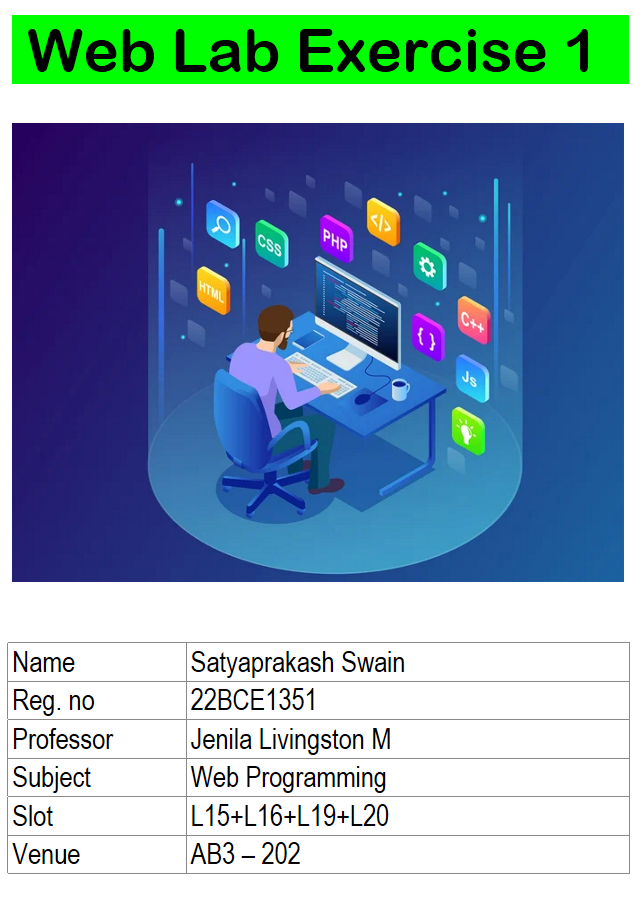 Web Lab Exercise 1
</>
CSS
PHP
HTML
C++
{ }
Js
Name Satyaprakash Swain
Reg. no 22BCE1351
Professor Jenila Livingston M
Subject Web Programming
Slot L15+L16+L19+L20
Venue AB3 – 202